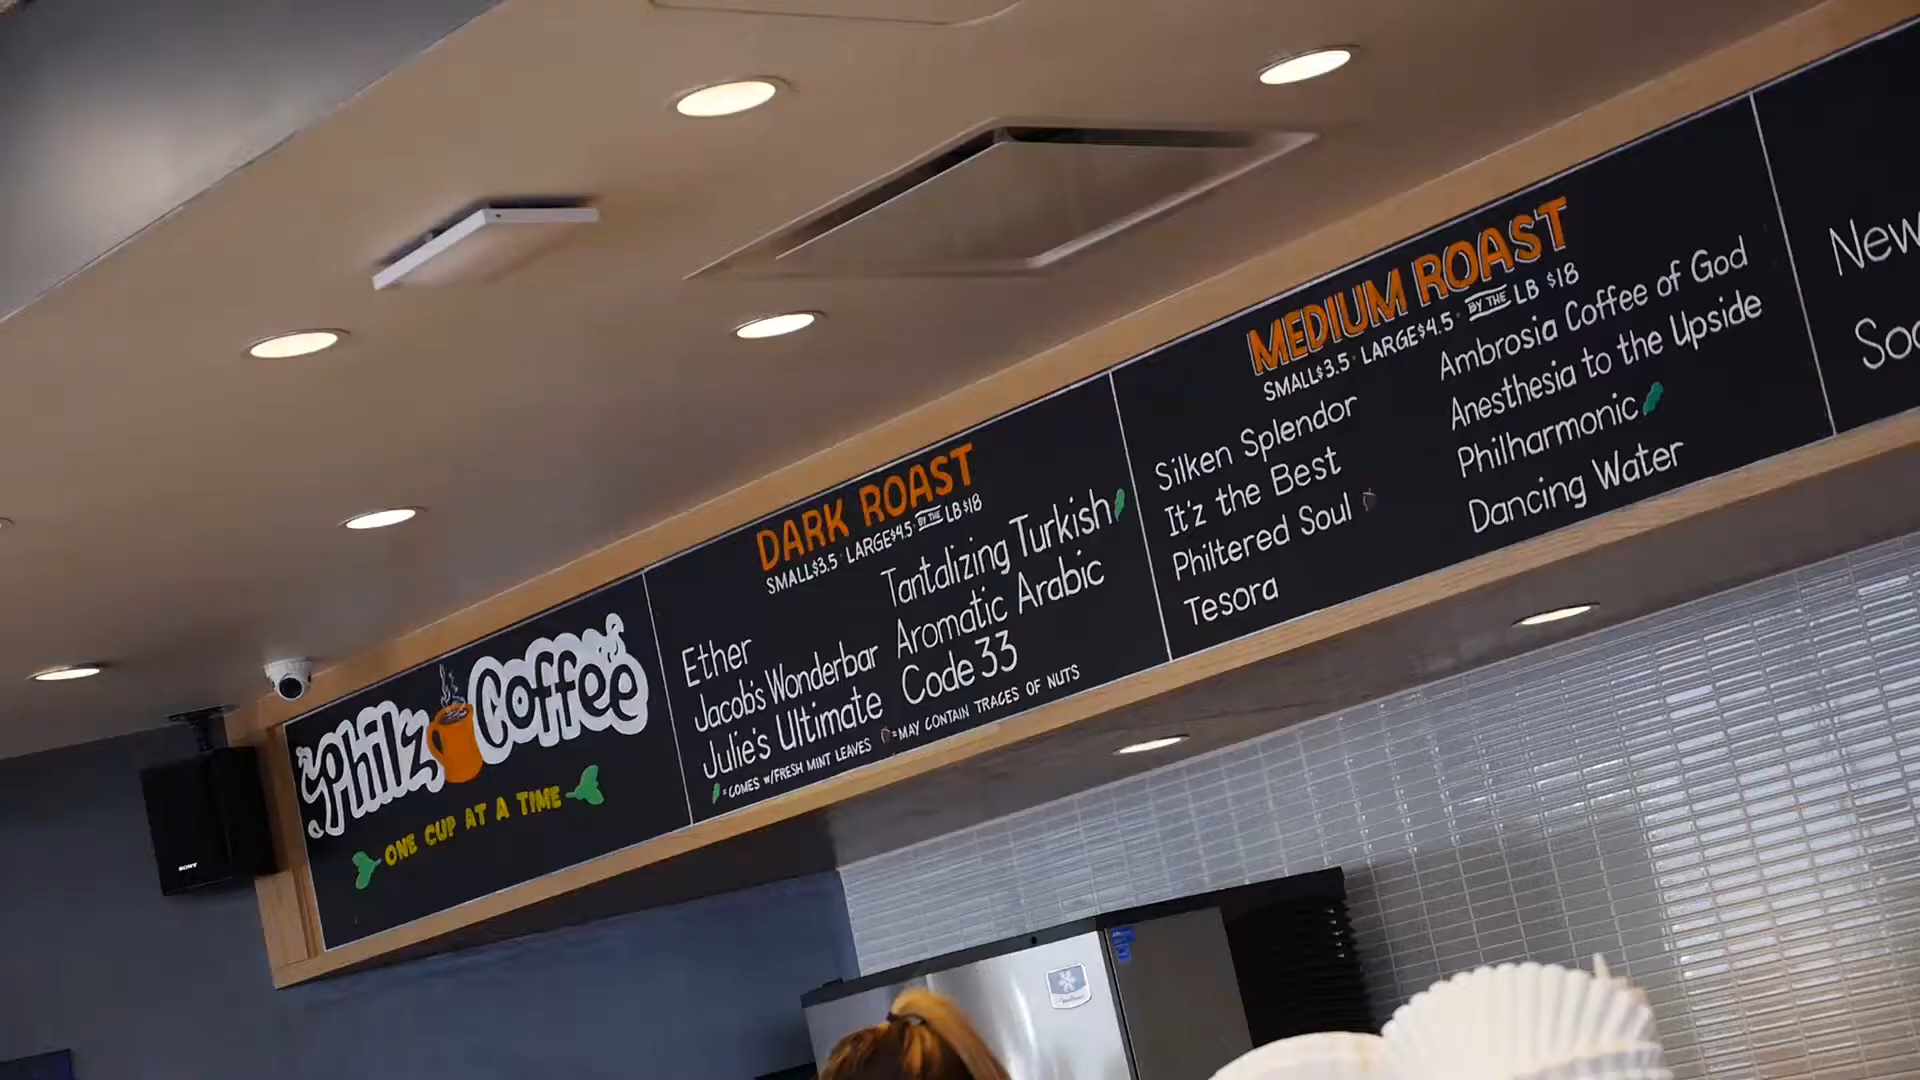 Philz Coffee
ONE CUP AT A TIME
SONY
DARK ROAST
SMALL $3.5 · LARGE $4.5 · BY THE LB $18
Ether
Jacob's Wonderbar
Julie's Ultimate
Tantalizing Turkish
Aromatic Arabic
Code 33
=COMES W/FRESH MINT LEAVES =MAY CONTAIN TRACES OF NUTS
MEDIUM ROAST
SMALL $3.5 · LARGE $4.5 · BY THE LB $18
Silken Splendor
It'z the Best
Philtered Soul
Tesora
Ambrosia Coffee of God
Anesthesia to the Upside
Philharmonic
Dancing Water
New